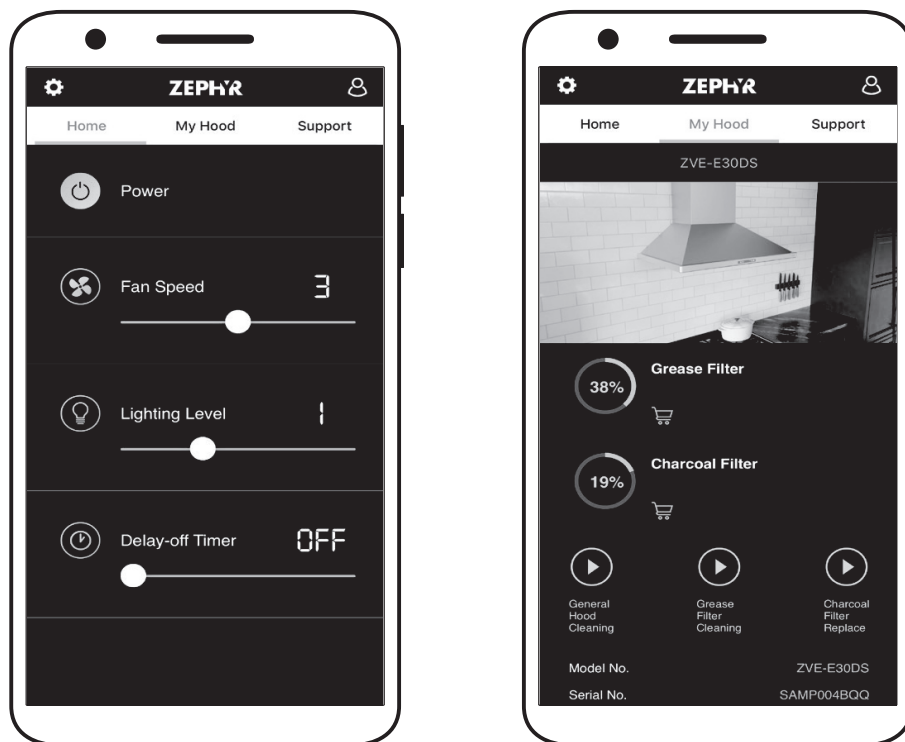 ZEPHYR
Home My Hood Support
Power
Fan Speed 3
Lighting Level 1
Delay-off Timer OFF
ZEPHYR
Home My Hood Support
ZVE-E30DS
38% Grease Filter
19% Charcoal Filter
General
Hood
Cleaning
Grease
Filter
Cleaning
Charcoal
Filter
Replace
Model No. ZVE-E30DS
Serial No. SAMP004BQQ